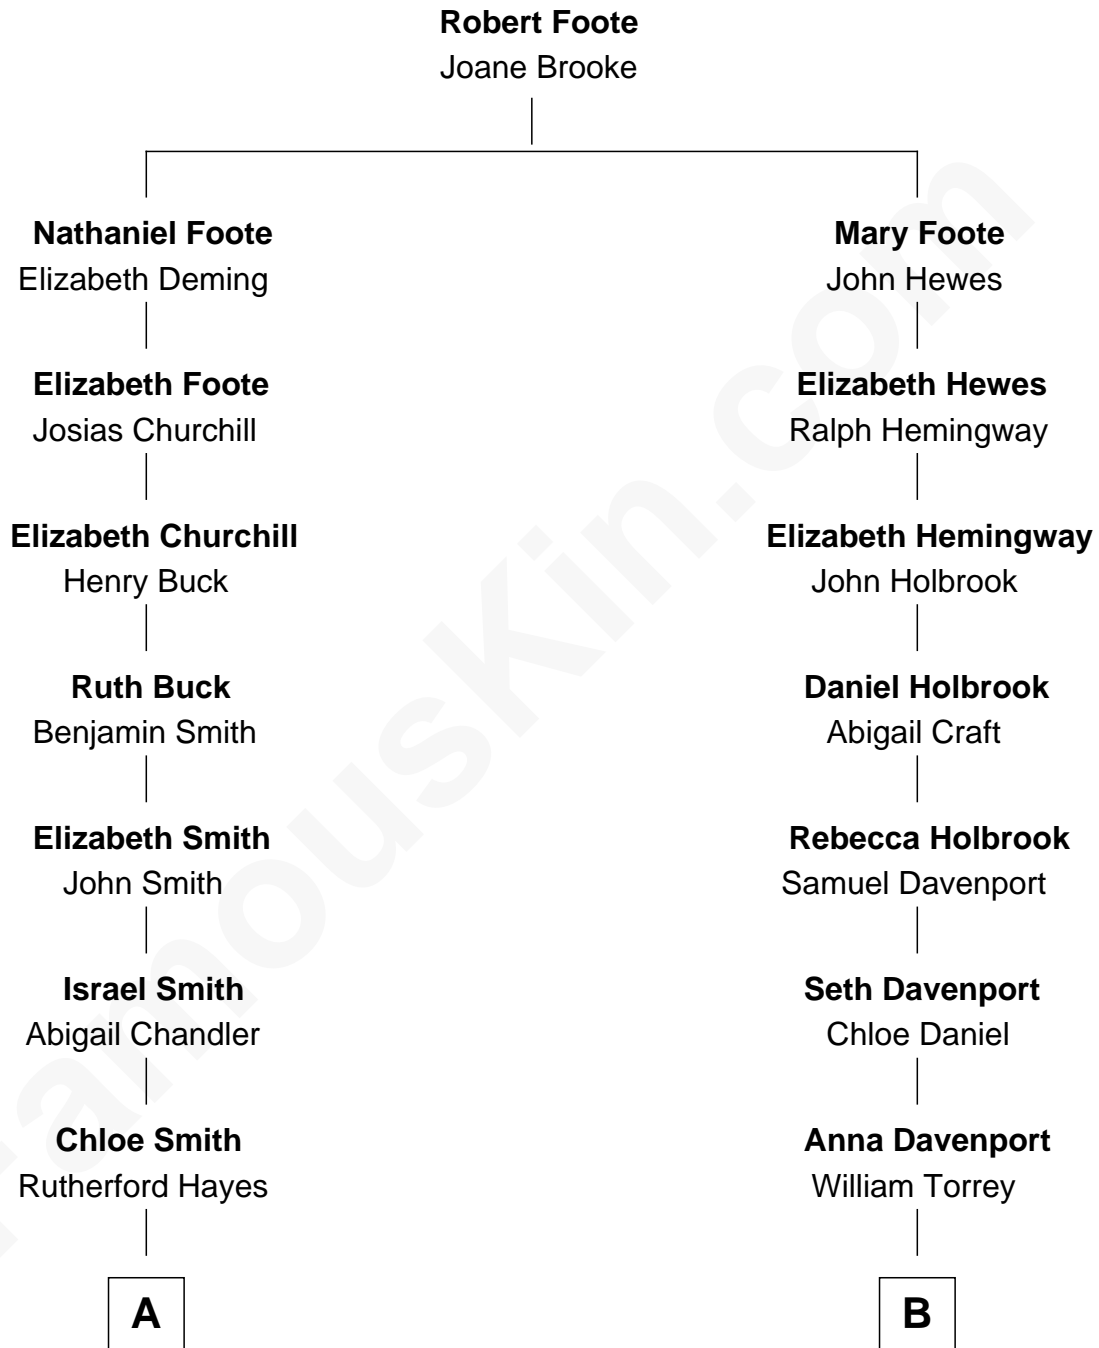 Robert Foote
Joane Brooke
Nathaniel Foote
Elizabeth Deming
Mary Foote
John Hewes
Elizabeth Foote
Josias Churchill
Elizabeth Hewes
Ralph Hemingway
Elizabeth Churchill
Henry Buck
Elizabeth Hemingway
John Holbrook
Ruth Buck
Benjamin Smith
Daniel Holbrook
Abigail Craft
Elizabeth Smith
John Smith
Rebecca Holbrook
Samuel Davenport
Israel Smith
Abigail Chandler
Seth Davenport
Chloe Daniel
Chloe Smith
Rutherford Hayes
Anna Davenport
William Torrey
A
B
FamousKin.com